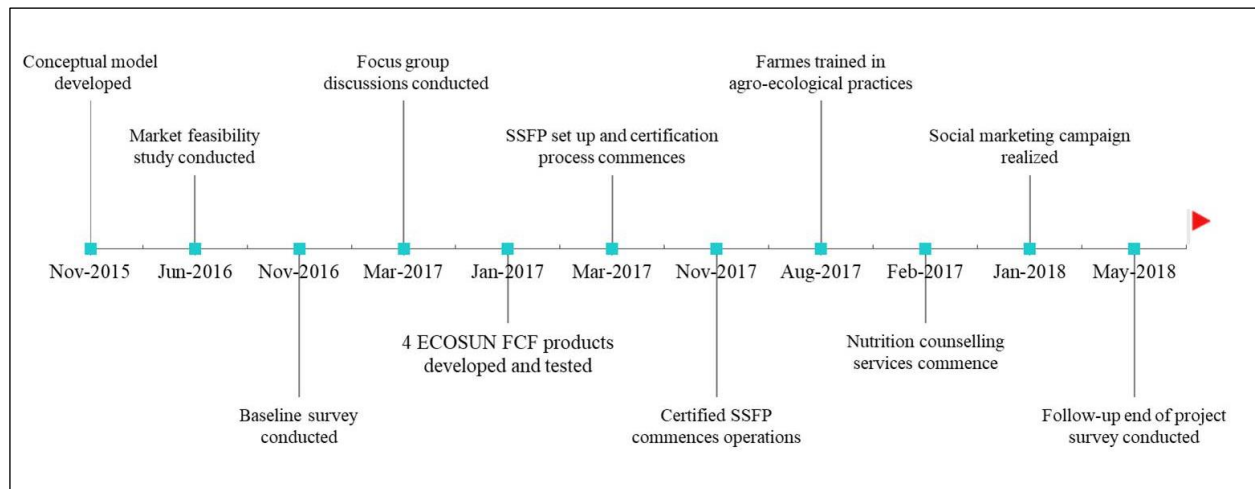 Conceptual model
developed
Focus group
discussions conducted
Farmes trained in
agro-ecological practices
Market feasibility
study conducted
SSFP set up and certification
process commences
Social marketing campaign
realized
Nov-2015
Jun-2016
Nov-2016
Mar-2017
Jan-2017
Mar-2017
Nov-2017
Aug-2017
Feb-2017
Jan-2018
May-2018
4 ECOSUN FCF products
developed and tested
Nutrition counselling
services commence
Baseline survey
conducted
Certified SSFP
commences operations
Follow-up end of project
survey conducted